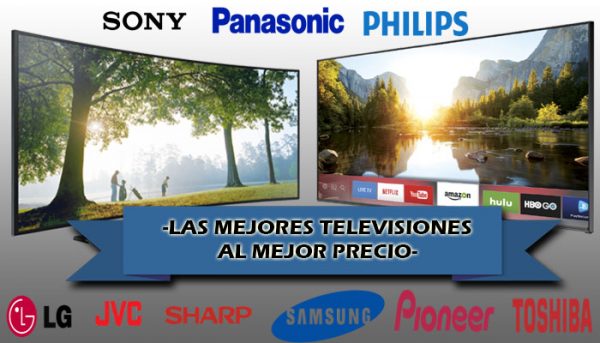 SONY Panasonic PHILIPS
LIVE TV NETFLIX YouTube amazon hulu HBO GO
-LAS MEJORES TELEVISIONES
AL MEJOR PRECIO-
LG JVC SHARP SAMSUNG Pioneer TOSHIBA